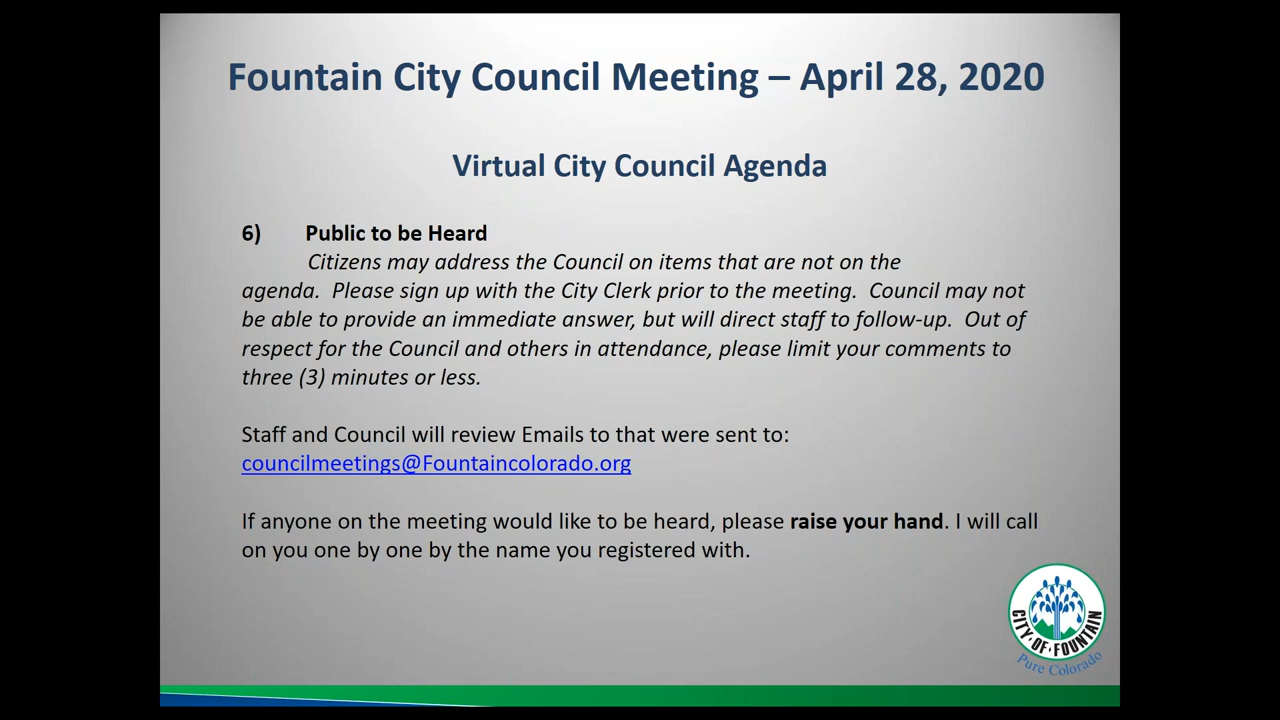 Fountain City Council Meeting – April 28, 2020
Virtual City Council Agenda
6) Public to be Heard
Citizens may address the Council on items that are not on the
agenda. Please sign up with the City Clerk prior to the meeting. Council may not
be able to provide an immediate answer, but will direct staff to follow-up. Out of
respect for the Council and others in attendance, please limit your comments to
three (3) minutes or less.
Staff and Council will review Emails to that were sent to:
councilmeetings@Fountaincolorado.org
If anyone on the meeting would like to be heard, please raise your hand. I will call
on you one by one by the name you registered with.
CITY·OF·FOUNTAIN
Pure Colorado